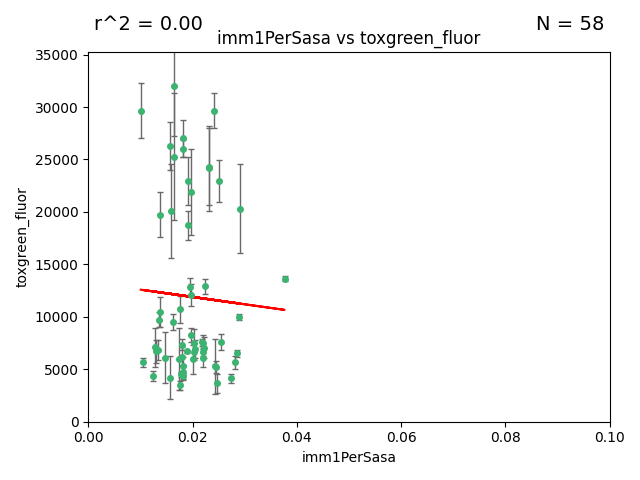 r^2 = 0.00
N = 58
imm1PerSasa vs toxgreen_fluor
toxgreen_fluor
35000
30000
25000
20000
15000
10000
5000
0
0.00
0.02
0.04
0.06
0.08
0.10
imm1PerSasa